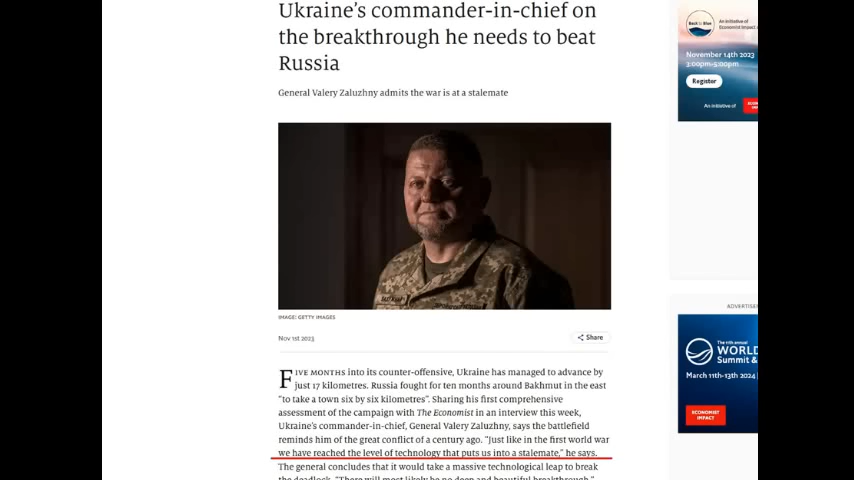 Ukraine's commander-in-chief on
the breakthrough he needs to beat
Russia
General Valery Zaluzhny admits the war is at a stalemate
IMAGE: GETTY IMAGES
Nov 1st 2023
Share
FIVE MONTHS into its counter-offensive, Ukraine has managed to advance by
just 17 kilometres. Russia fought for ten months around Bakhmut in the east
“to take a town six by six kilometres”. Sharing his first comprehensive
assessment of the campaign with The Economist in an interview this week,
Ukraine's commander-in-chief, General Valery Zaluzhny, says the battlefield
reminds him of the great conflict of a century ago. “Just like in the first world war
we have reached the level of technology that puts us into a stalemate,” he says.
The general concludes that it would take a massive technological leap to break
the deadlock. “There will most likely be no deep and beautiful breakthrough.”
Back to Blue
An initiative of
Economist Impact
November 14th 2023
3:00pm-5:00pm
Register
An initiative of
ADVERTISE
The 11th annual
WORLD
Summit &
March 11th-13th 2024 |
ECONOMIST
IMPACT